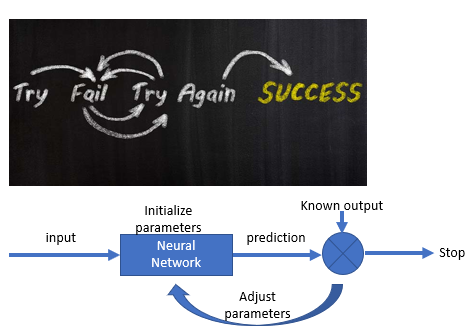 Try Fail Try Again SUCCESS
Initialize
parameters
Known output
input
Neural
Network
prediction
Stop
Adjust
parameters